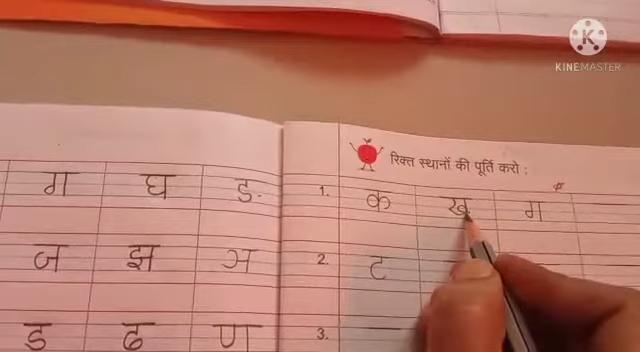 KINEMASTER
रिक्त स्थानों की पूर्ति करो :
ग घ ङ
1. क ख ग
ज झ ञ
2. ट
ड ढ ण
3.